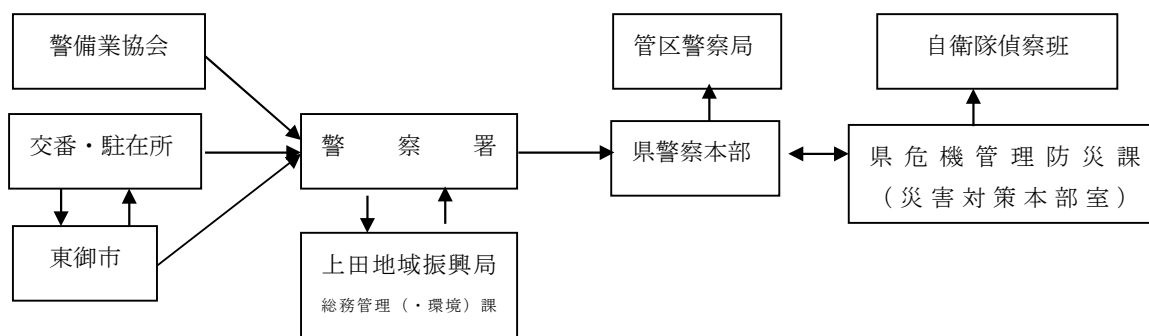 警備業協会
管区警察局
自衛隊偵察班
交番・駐在所
警察署
県警察本部
県危機管理防災課
（災害対策本部室）
東御市
上田地域振興局
総務管理（・環境）課